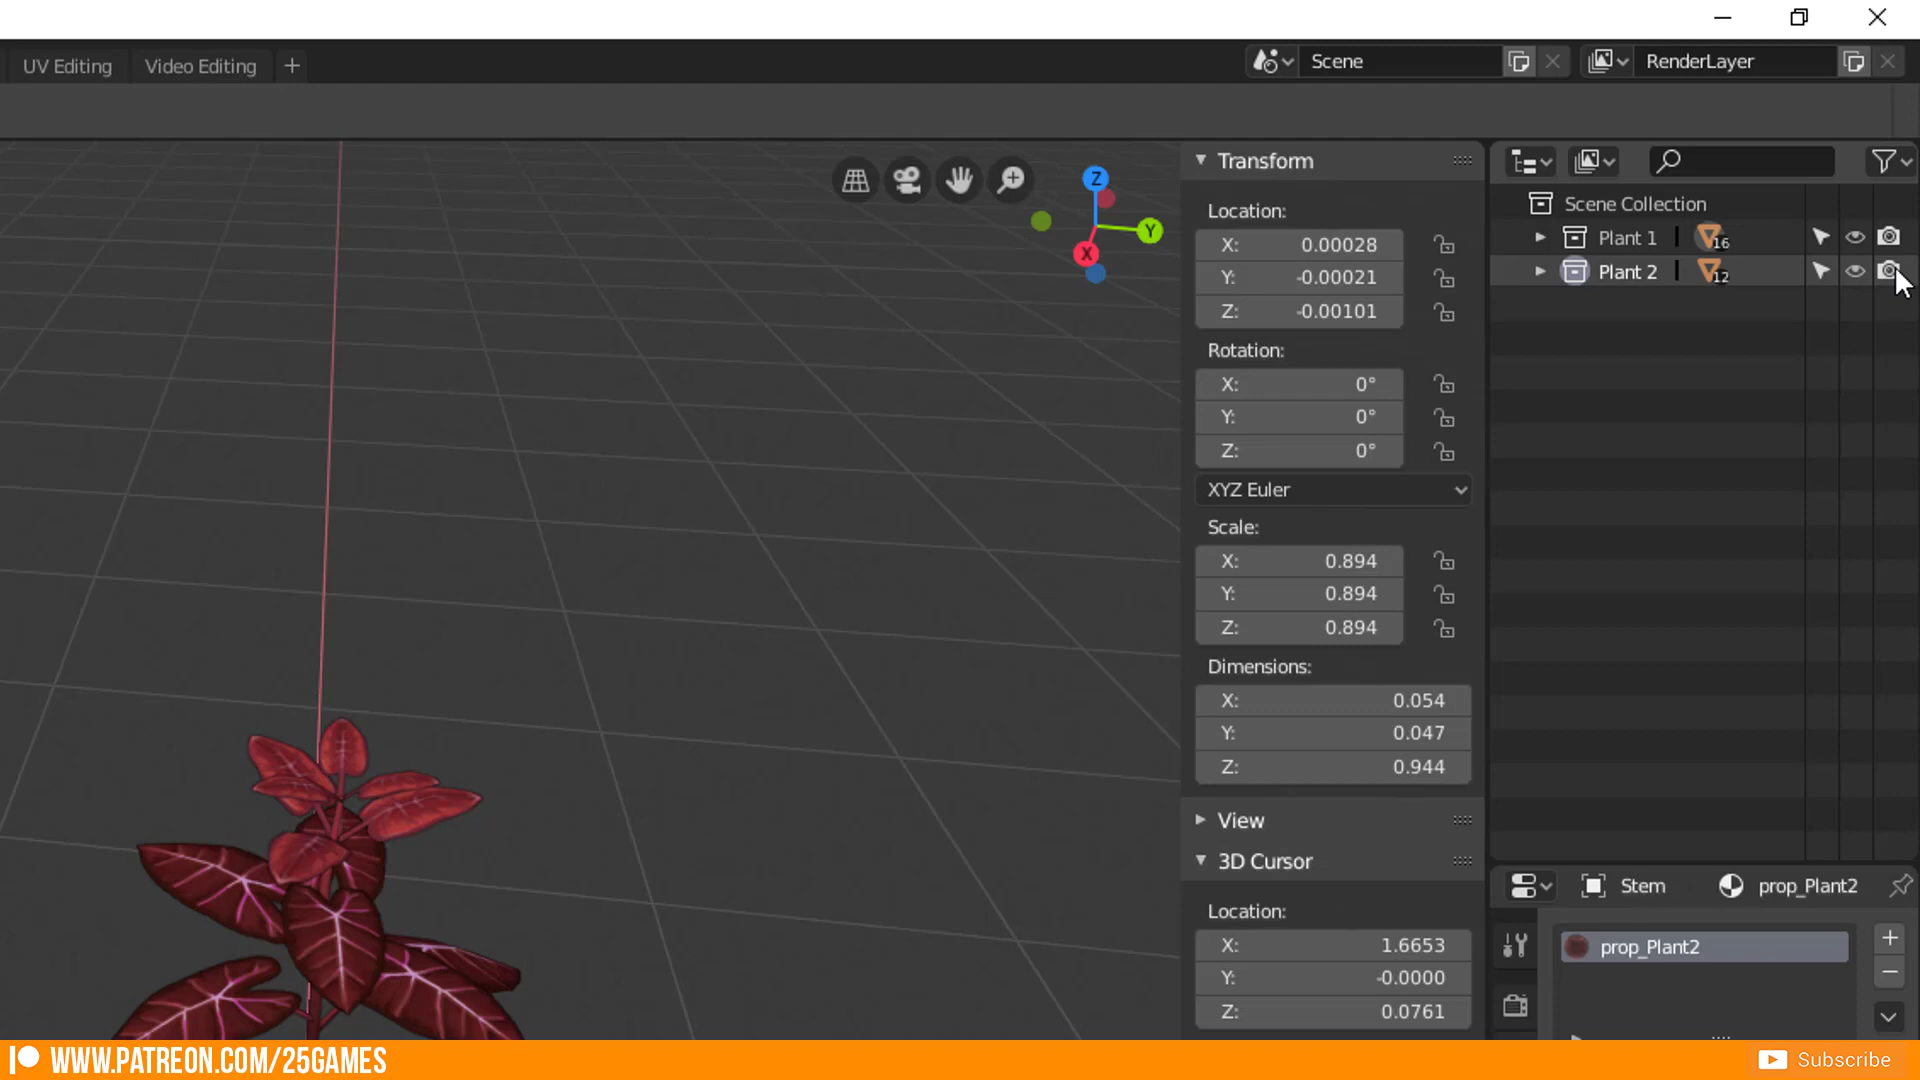 UV Editing Video Editing + Scene RenderLayer
Transform
Scene Collection
Plant 1 16
Plant 2 12
Z
Y
X
Location:
X: 0.00028
Y: -0.00021
Z: -0.00101
Rotation:
X: 0°
Y: 0°
Z: 0°
XYZ Euler
Scale:
X: 0.894
Y: 0.894
Z: 0.894
Dimensions:
X: 0.054
Y: 0.047
Z: 0.944
View
3D Cursor
Location:
X: 1.6653
Y: -0.0000
Z: 0.0761
Stem prop_Plant2
prop_Plant2
WWW.PATREON.COM/25GAMES
Subscribe